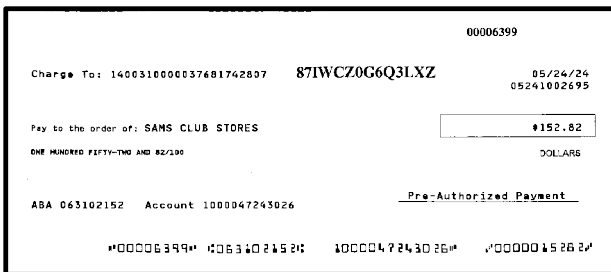 00006399
Charge To: 1400310000037681742807 87IWCZ0G6Q3LXZ 05/24/24
05241002695
Pay to the order of: SAMS CLUB STORES $152.82
ONE HUNDRED FIFTY-TWO AND 82/100 DOLLARS
Pre-Authorized Payment
ABA 063102152 Account 1000047243026
⑈00006399⑈ ⑆063102152⑆ 1000047243026⑈ ⑇0000015282⑇